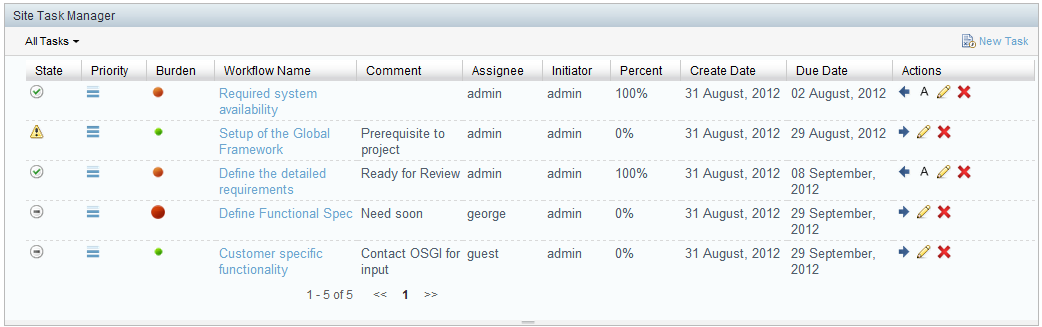 Site Task Manager
All Tasks
New Task
State Priority Burden Workflow Name Comment Assignee Initiator Percent Create Date Due Date Actions
Required system availability admin admin 100% 31 August, 2012 02 August, 2012 A
Setup of the Global Framework Prerequisite to project admin admin 0% 31 August, 2012 29 August, 2012
Define the detailed requirements Ready for Review admin admin 100% 31 August, 2012 08 September, 2012 A
Define Functional Spec Need soon george admin 0% 31 August, 2012 29 September, 2012
Customer specific functionality Contact OSGI for input guest admin 0% 31 August, 2012 29 September, 2012
1 - 5 of 5 << 1 >>